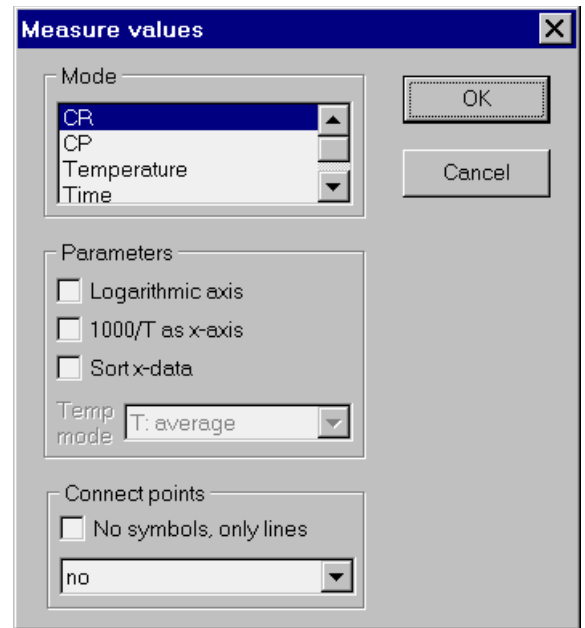 Measure values
Mode
CR
CP
Temperature
Time
OK
Cancel
Parameters
Logarithmic axis
1000/T as x-axis
Sort x-data
Temp
mode
T: average
Connect points
No symbols, only lines
no